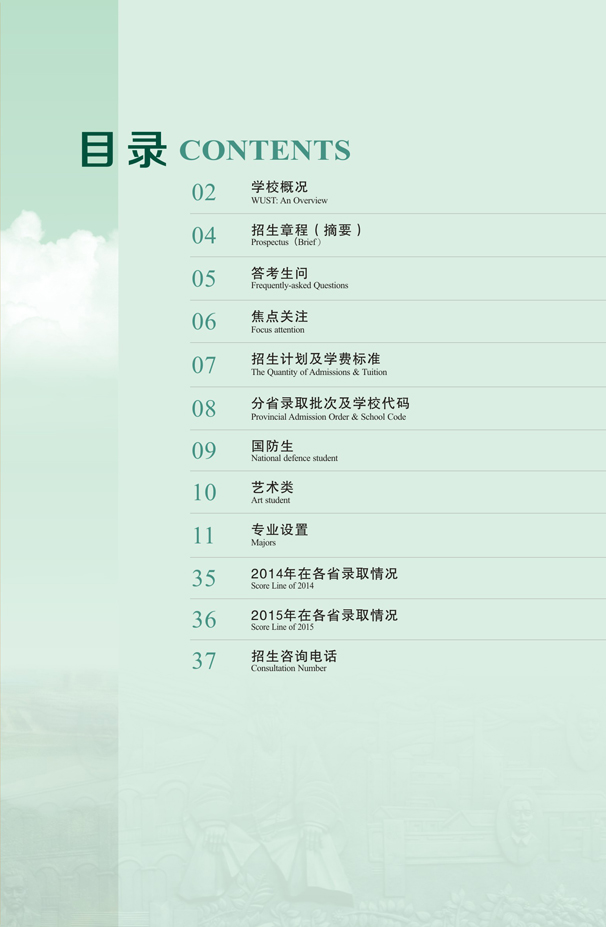 目录 CONTENTS
02 学校概况
WUST: An Overview
04 招生章程（摘要）
Prospectus（Brief）
05 答考生问
Frequently-asked Questions
06 焦点关注
Focus attention
07 招生计划及学费标准
The Quantity of Admissions & Tuition
08 分省录取批次及学校代码
Provincial Admission Order & School Code
09 国防生
National defence student
10 艺术类
Art student
11 专业设置
Majors
35 2014年在各省录取情况
Score Line of 2014
36 2015年在各省录取情况
Score Line of 2015
37 招生咨询电话
Consultation Number